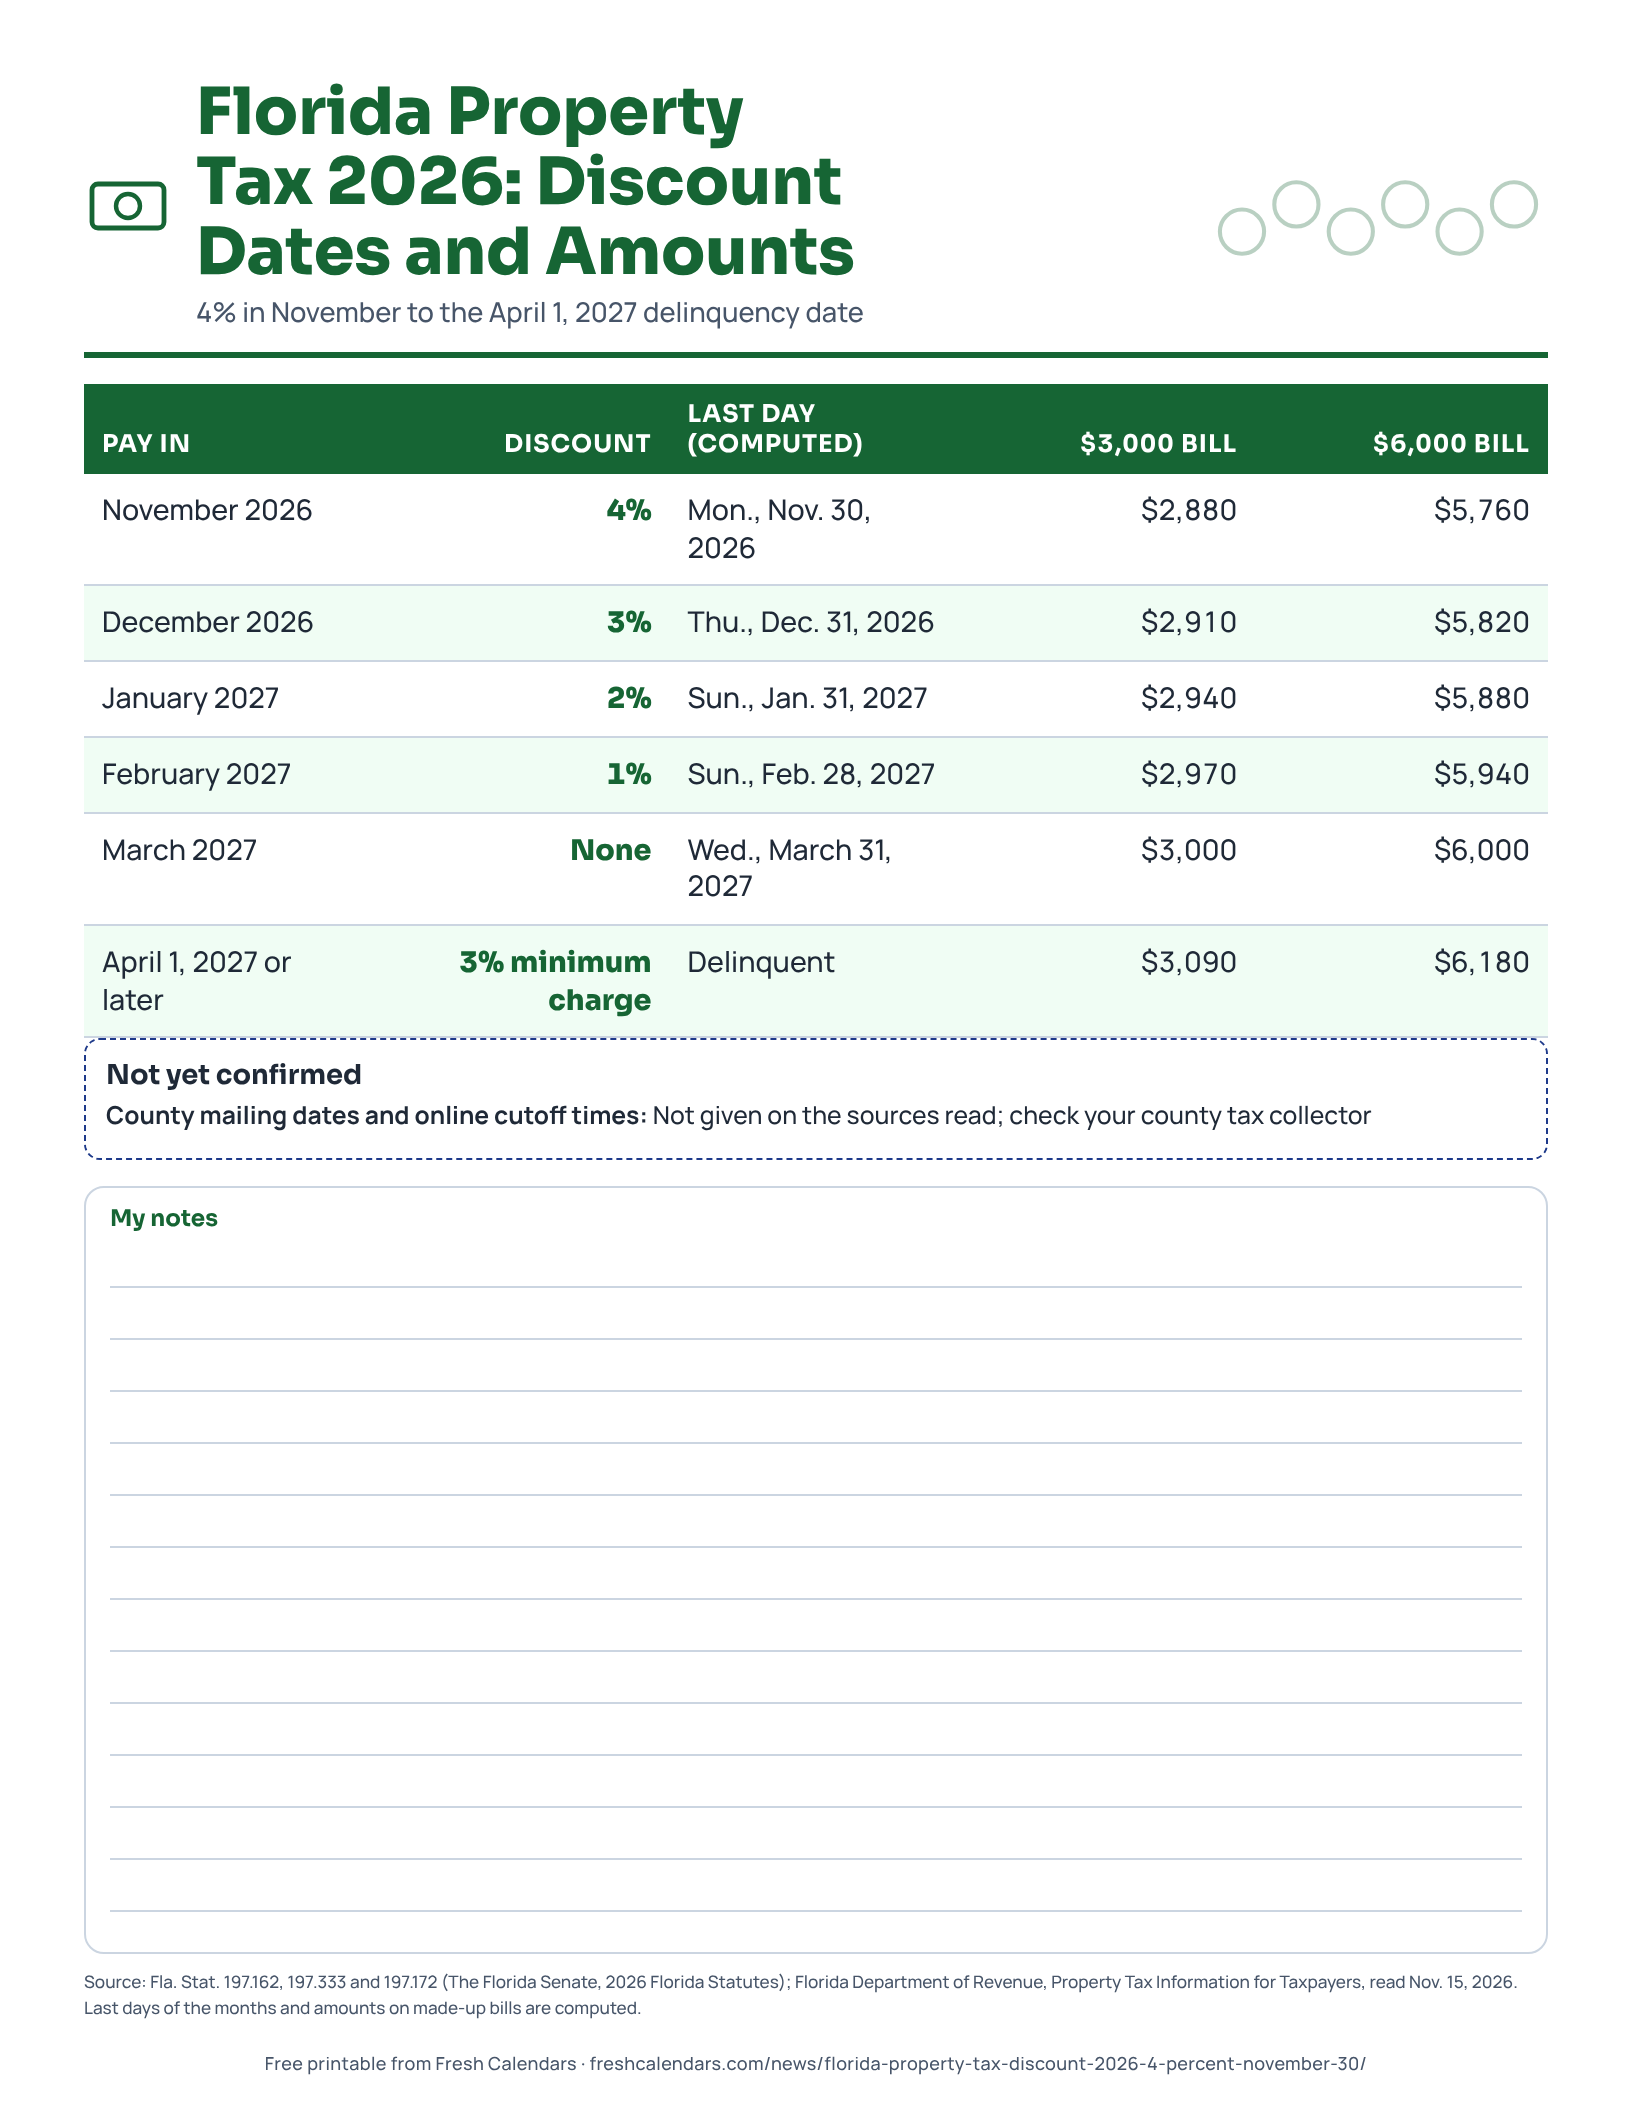 Florida Property
Tax 2026: Discount
Dates and Amounts
4% in November to the April 1, 2027 delinquency date
PAY IN DISCOUNT LAST DAY (COMPUTED) $3,000 BILL $6,000 BILL
November 2026 4% Mon., Nov. 30, 2026 $2,880 $5,760
December 2026 3% Thu., Dec. 31, 2026 $2,910 $5,820
January 2027 2% Sun., Jan. 31, 2027 $2,940 $5,880
February 2027 1% Sun., Feb. 28, 2027 $2,970 $5,940
March 2027 None Wed., March 31, 2027 $3,000 $6,000
April 1, 2027 or later 3% minimum charge Delinquent $3,090 $6,180
Not yet confirmed
County mailing dates and online cutoff times: Not given on the sources read; check your county tax collector
My notes
Source: Fla. Stat. 197.162, 197.333 and 197.172 (The Florida Senate, 2026 Florida Statutes); Florida Department of Revenue, Property Tax Information for Taxpayers, read Nov. 15, 2026.
Last days of the months and amounts on made-up bills are computed.
Free printable from Fresh Calendars · freshcalendars.com/news/florida-property-tax-discount-2026-4-percent-november-30/